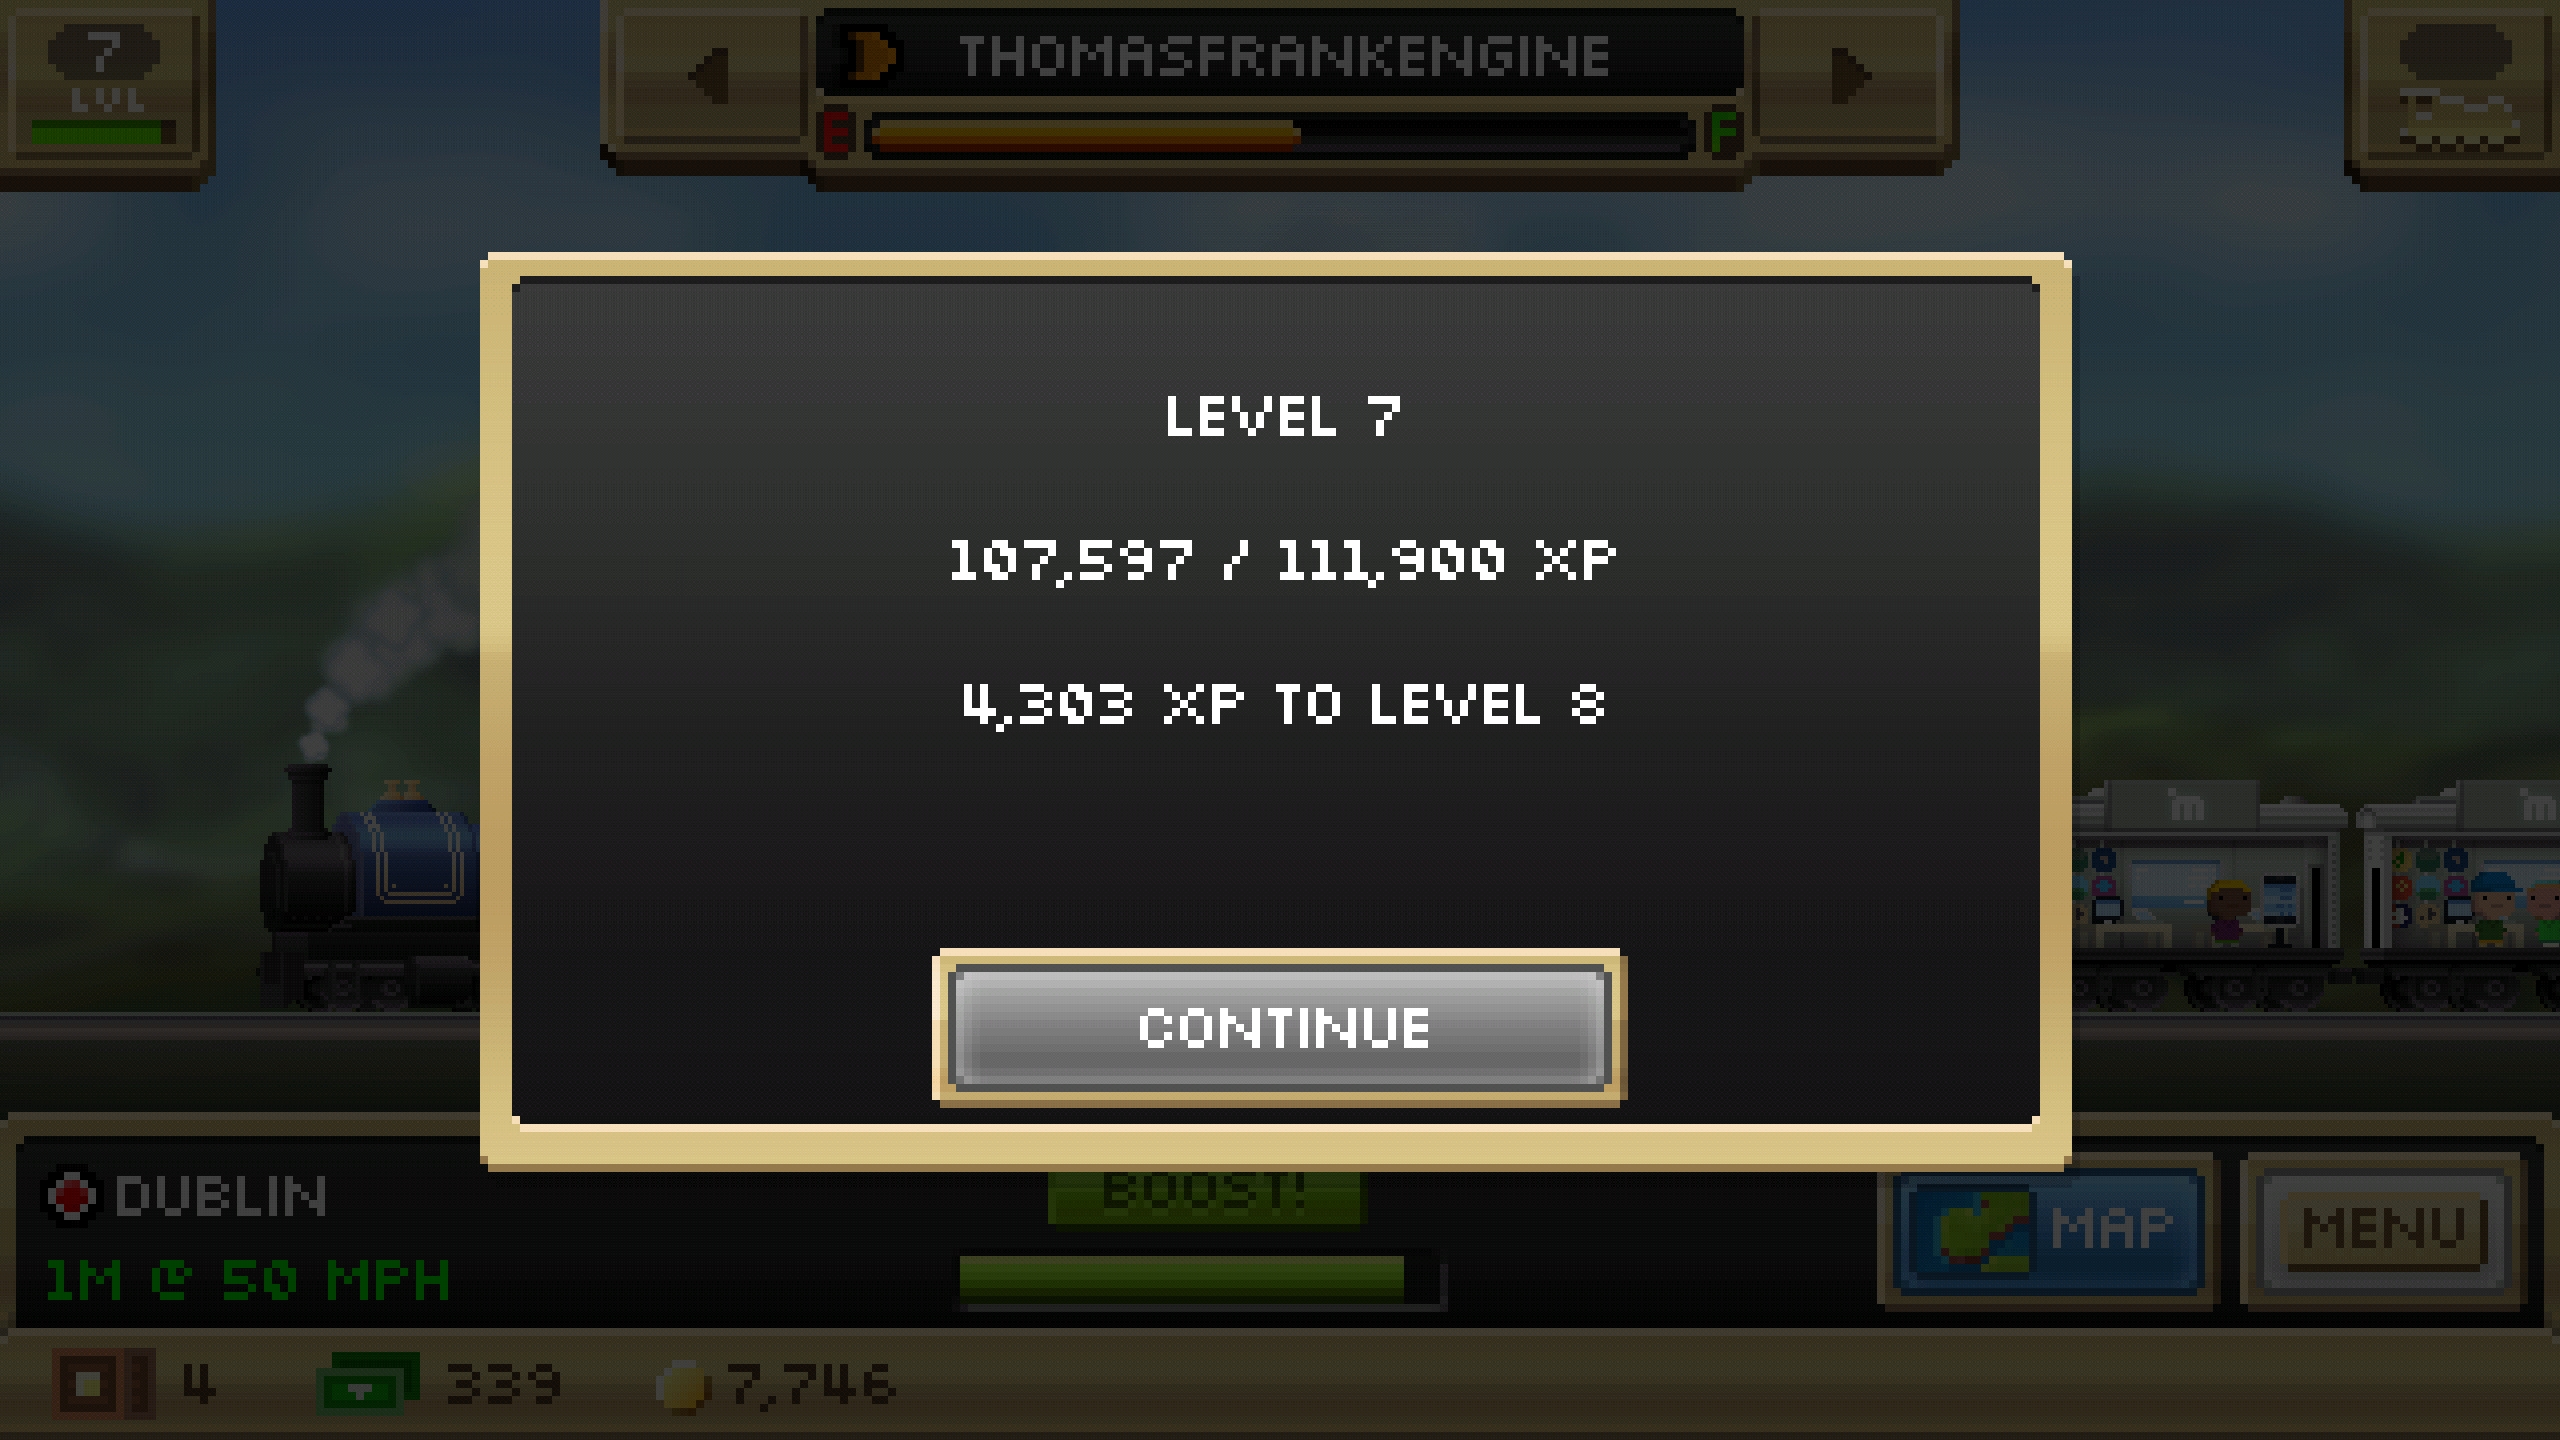 7
LVL
THOMASFRANKENGINE
E
F
LEVEL 7
107,597 / 111,900 XP
4,303 XP TO LEVEL 8
CONTINUE
DUBLIN
BOOST!
MAP
MENU
1M @ 50 MPH
4
339
7,746